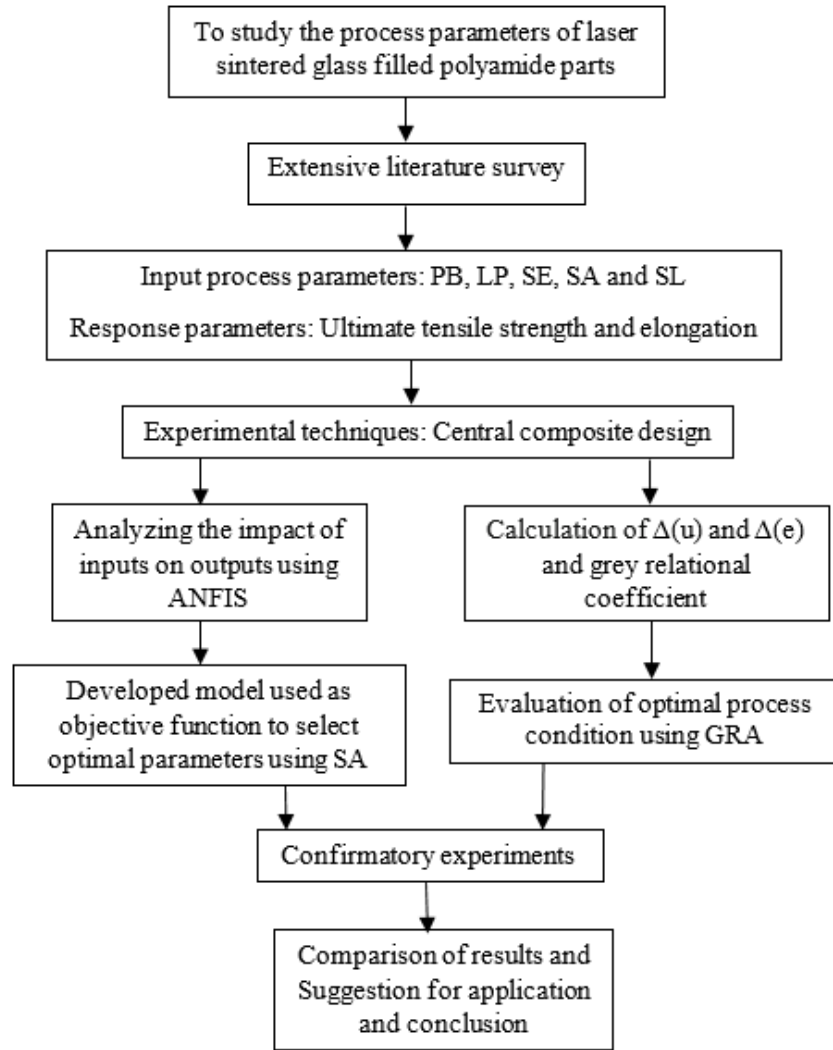 To study the process parameters of laser
sintered glass filled polyamide parts
Extensive literature survey
Input process parameters: PB, LP, SE, SA and SL
Response parameters: Ultimate tensile strength and elongation
Experimental techniques: Central composite design
Analyzing the impact of
inputs on outputs using
ANFIS
Calculation of Δ(u) and Δ(e)
and grey relational
coefficient
Developed model used as
objective function to select
optimal parameters using SA
Evaluation of optimal process
condition using GRA
Confirmatory experiments
Comparison of results and
Suggestion for application
and conclusion